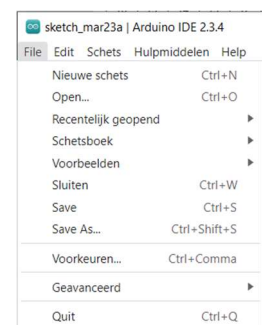 sketch_mar23a | Arduino IDE 2.3.4
File Edit Schets Hulpmiddelen Help
Nieuwe schets Ctrl+N
Open... Ctrl+O
Recentelijk geopend
Schetsboek
Voorbeelden
Sluiten Ctrl+W
Save Ctrl+S
Save As... Ctrl+Shift+S
Voorkeuren... Ctrl+Comma
Geavanceerd
Quit Ctrl+Q